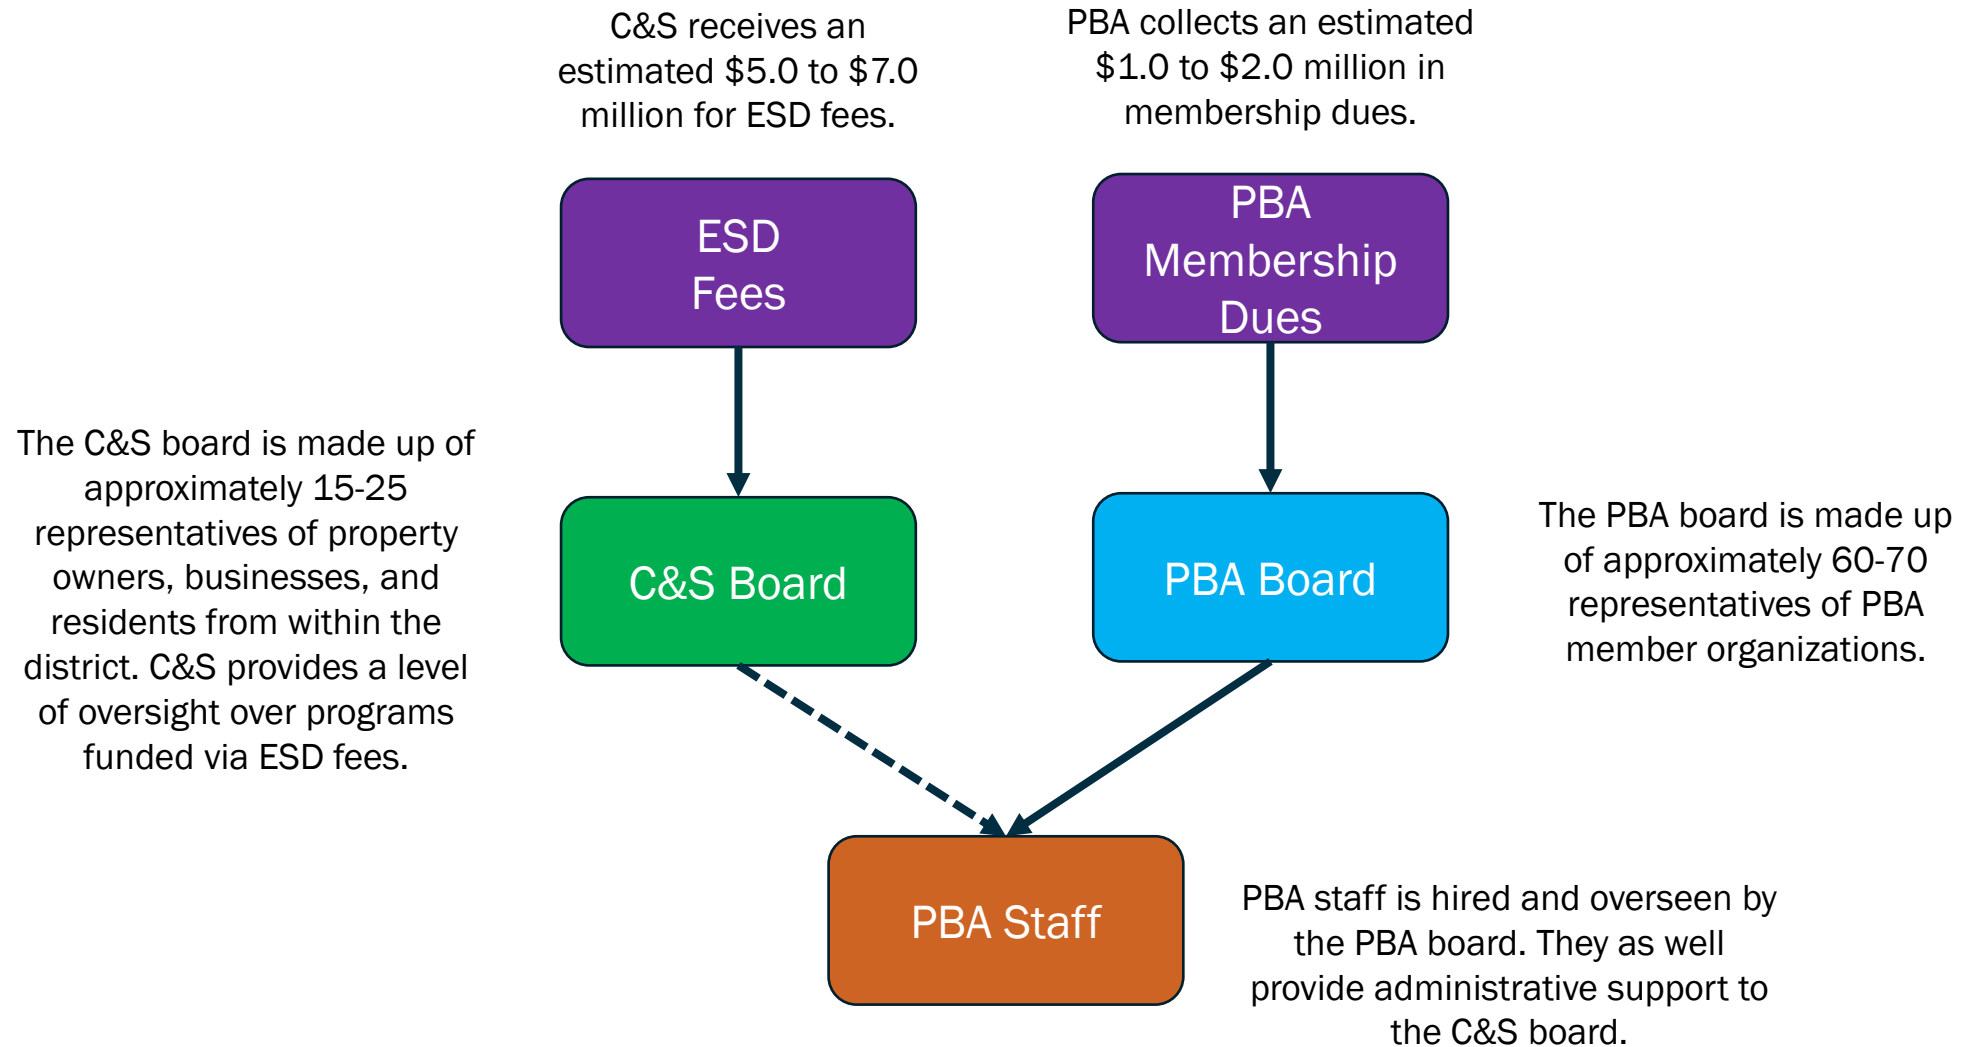 C&S receives an
estimated $5.0 to $7.0
million for ESD fees.
PBA collects an estimated
$1.0 to $2.0 million in
membership dues.
ESD
Fees
PBA
Membership
Dues
The C&S board is made up of
approximately 15-25
representatives of property
owners, businesses, and
residents from within the
district. C&S provides a level
of oversight over programs
funded via ESD fees.
C&S Board
PBA Board
The PBA board is made up
of approximately 60-70
representatives of PBA
member organizations.
PBA Staff
PBA staff is hired and overseen by
the PBA board. They as well
provide administrative support to
the C&S board.